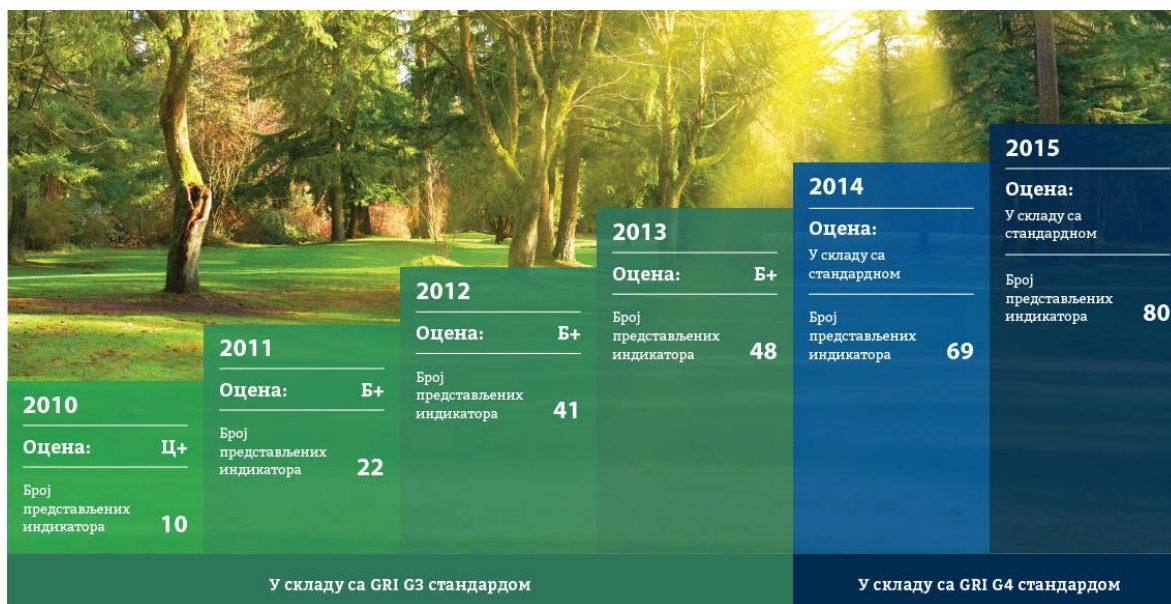 2010
Оцена: Ц+
Број
представљених
индикатора 10
2011
Оцена: Б+
Број
представљених
индикатора 22
2012
Оцена: Б+
Број
представљених
индикатора 41
2013
Оцена: Б+
Број
представљених
индикатора 48
2014
Оцена:
У складу са
стандардном
Број
представљених
индикатора 69
2015
Оцена:
У складу са
стандардном
Број
представљених
индикатора 80
У складу са GRI G3 стандардом
У складу са GRI G4 стандардом